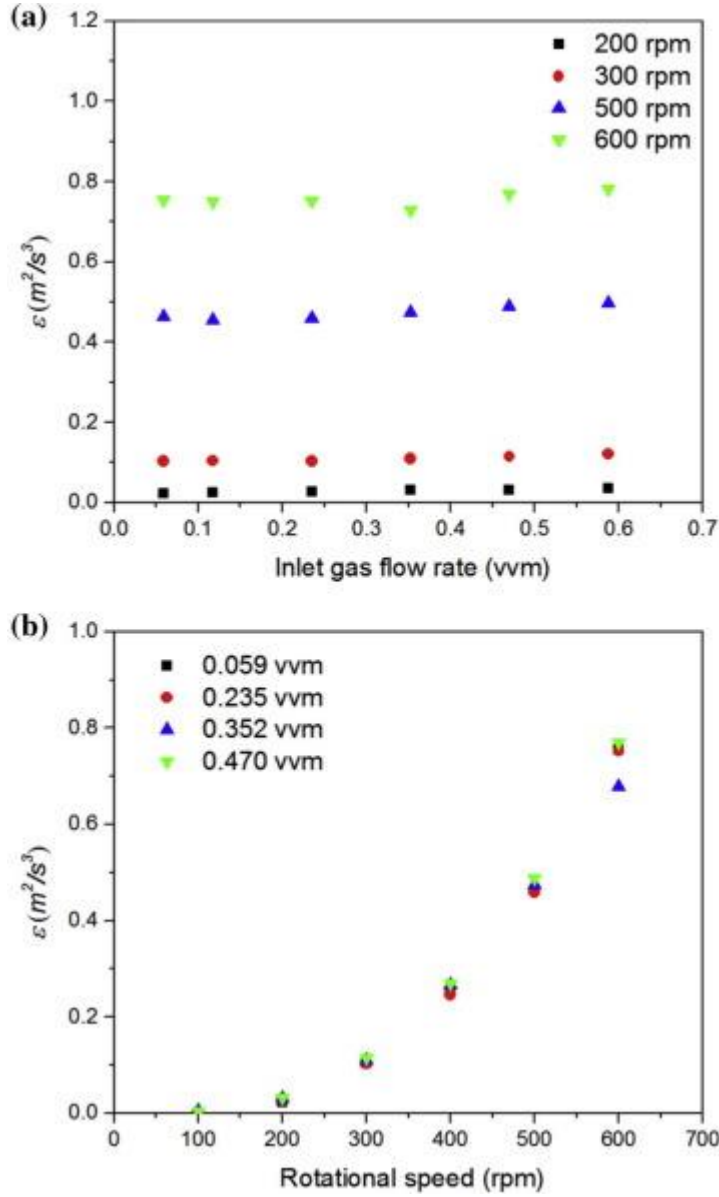 (a)
1.2
1.0
0.8
0.6
0.4
0.2
0.0
ε (m²/s³)
200 rpm
300 rpm
500 rpm
600 rpm
0.0 0.1 0.2 0.3 0.4 0.5 0.6 0.7
Inlet gas flow rate (vvm)
(b)
1.0
0.8
0.6
0.4
0.2
0.0
ε (m²/s³)
0.059 vvm
0.235 vvm
0.352 vvm
0.470 vvm
0 100 200 300 400 500 600 700
Rotational speed (rpm)